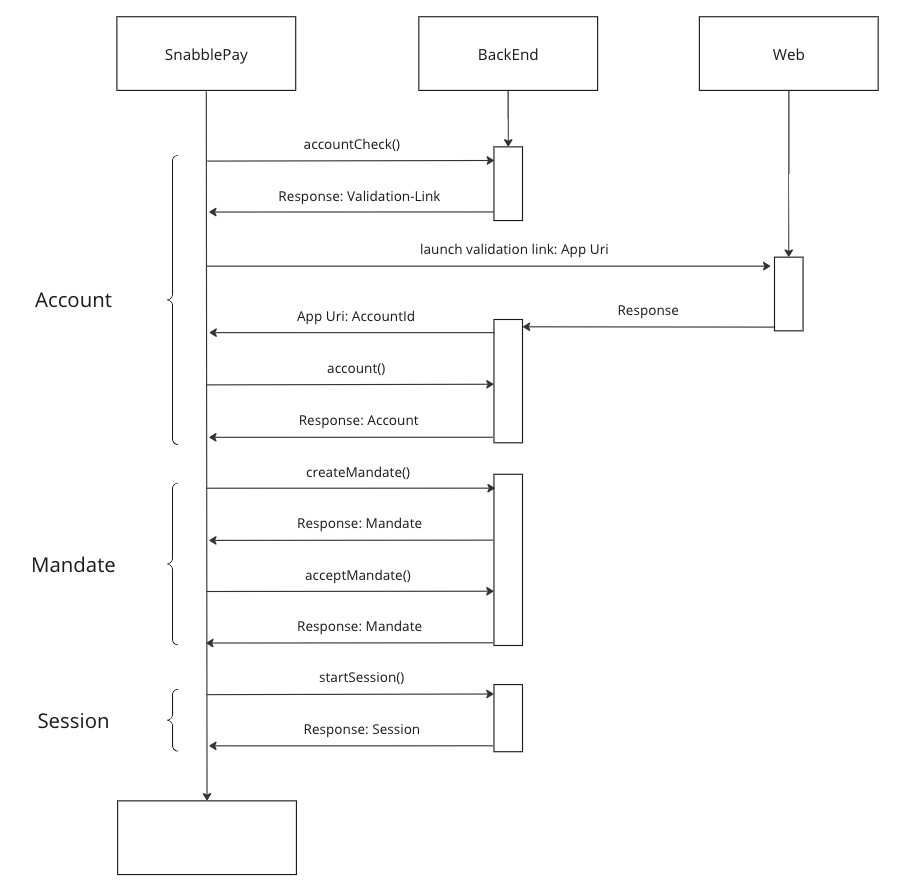 SnabblePay
BackEnd
Web
accountCheck()
Response: Validation-Link
launch validation link: App Uri
Account
Response
App Uri: AccountId
account()
Response: Account
createMandate()
Response: Mandate
Mandate
acceptMandate()
Response: Mandate
startSession()
Session
Response: Session